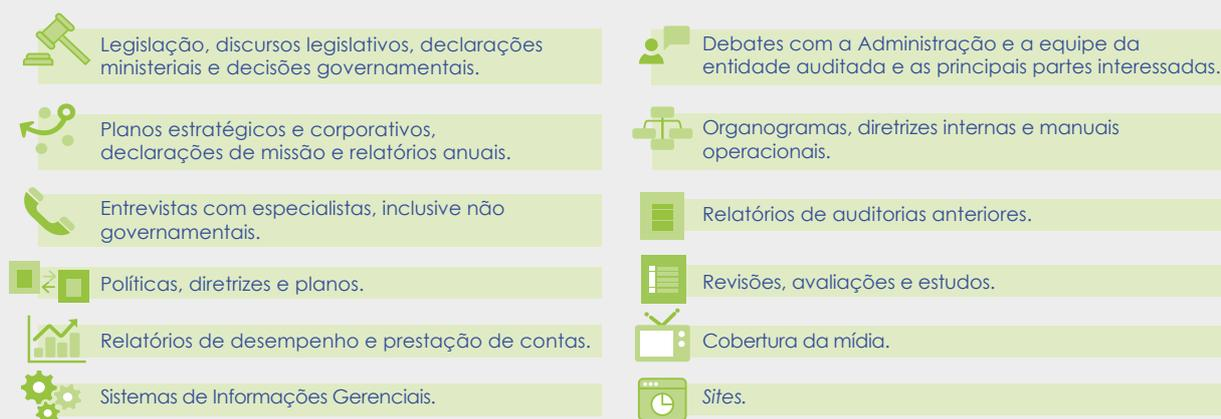 Legislação, discursos legislativos, declarações
ministeriais e decisões governamentais.
Planos estratégicos e corporativos,
declarações de missão e relatórios anuais.
Entrevistas com especialistas, inclusive não
governamentais.
Políticas, diretrizes e planos.
Relatórios de desempenho e prestação de contas.
Sistemas de Informações Gerenciais.
Debates com a Administração e a equipe da
entidade auditada e as principais partes interessadas.
Organogramas, diretrizes internas e manuais
operacionais.
Relatórios de auditorias anteriores.
Revisões, avaliações e estudos.
Cobertura da mídia.
Sites.